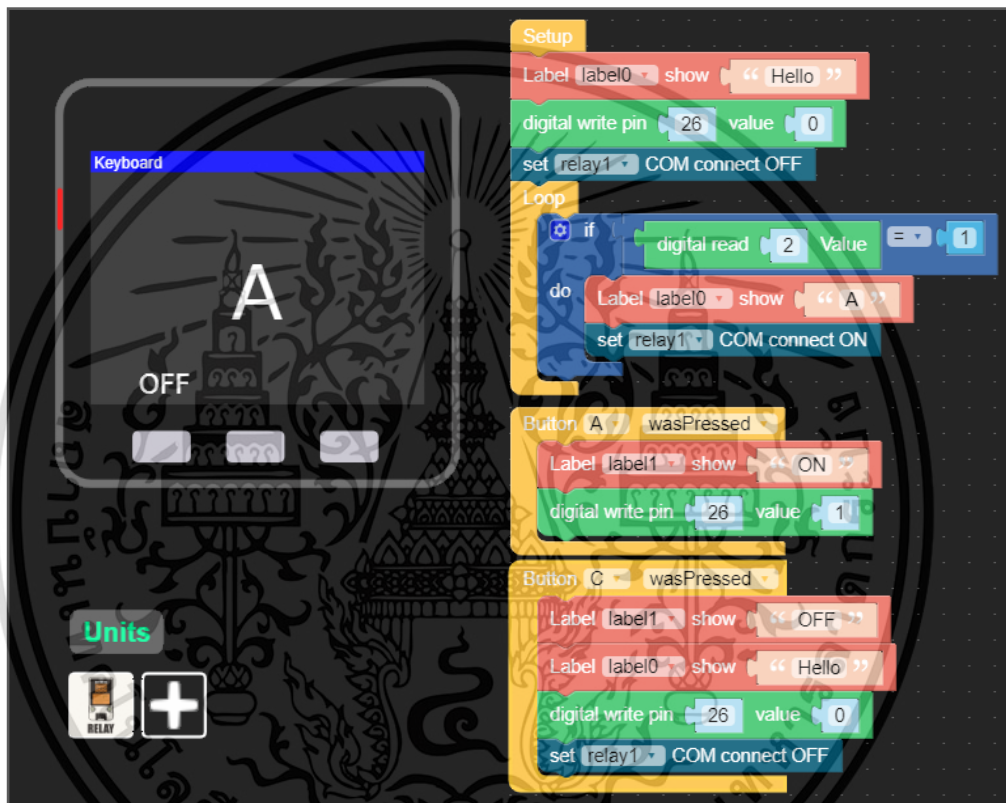 Keyboard
A
OFF
Units
RELAY
Setup
Label label0 show “ Hello ”
digital write pin 26 value 0
set relay1 COM connect OFF
Loop
if digital read 2 Value = 1
do Label label0 show “ A ”
set relay1 COM connect ON
Button A wasPressed
Label label1 show “ ON ”
digital write pin 26 value 1
Button C wasPressed
Label label1 show “ OFF ”
Label label0 show “ Hello ”
digital write pin 26 value 0
set relay1 COM connect OFF